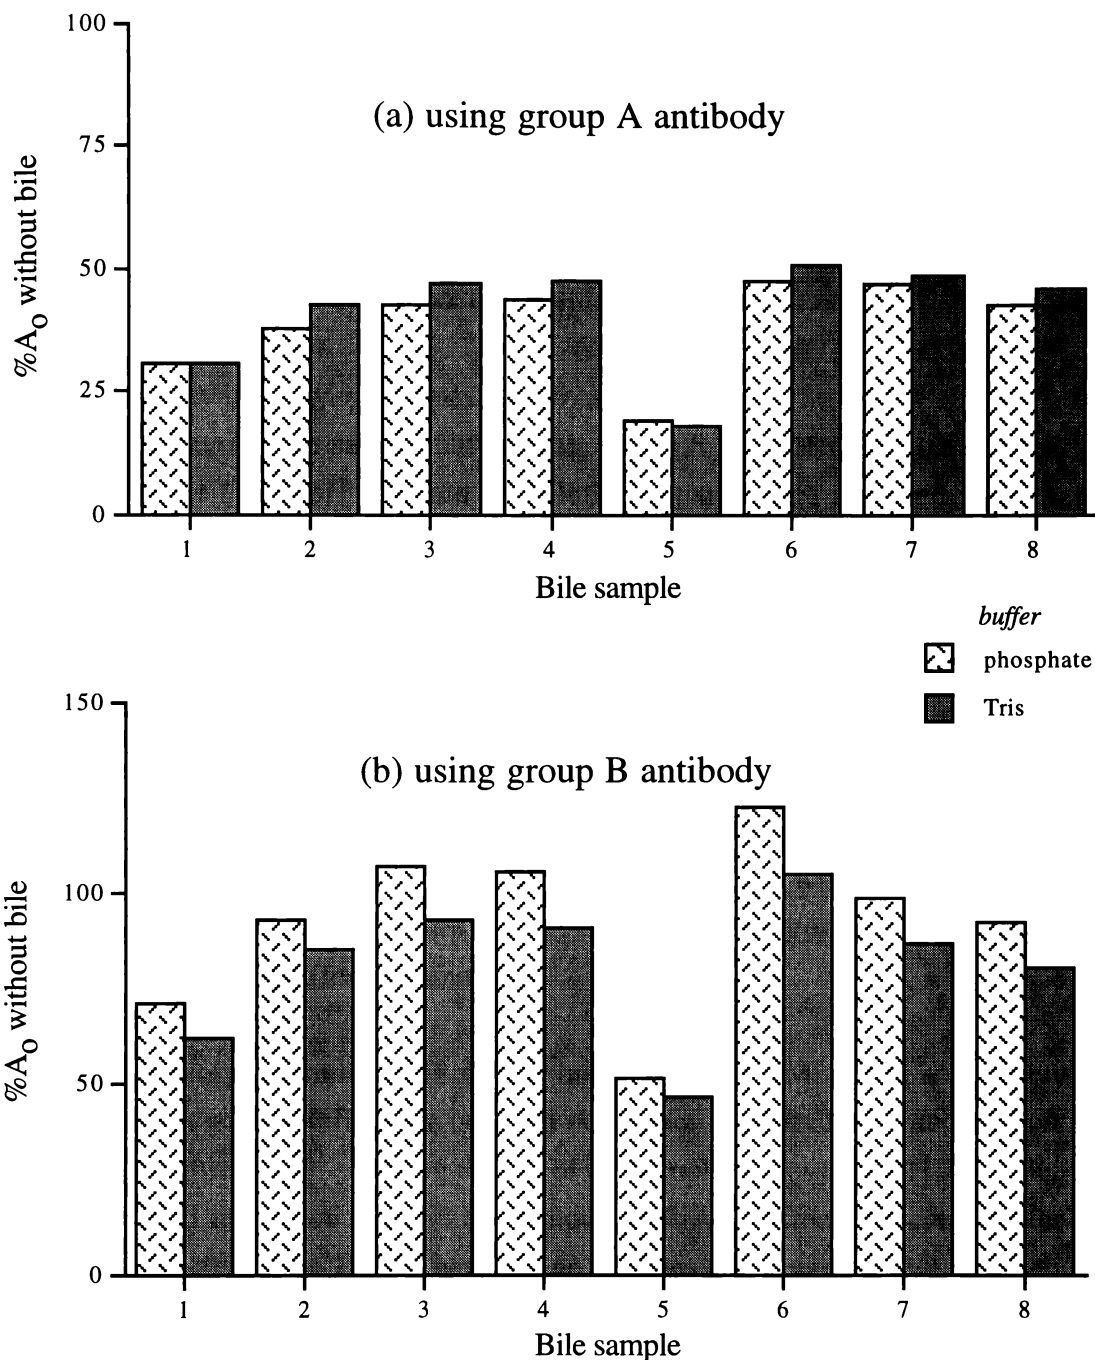 100
(a) using group A antibody
75
50
25
0
%Ao without bile
1 2 3 4 5 6 7 8
Bile sample
buffer
phosphate
Tris
150
(b) using group B antibody
100
50
0
%Ao without bile
1 2 3 4 5 6 7 8
Bile sample